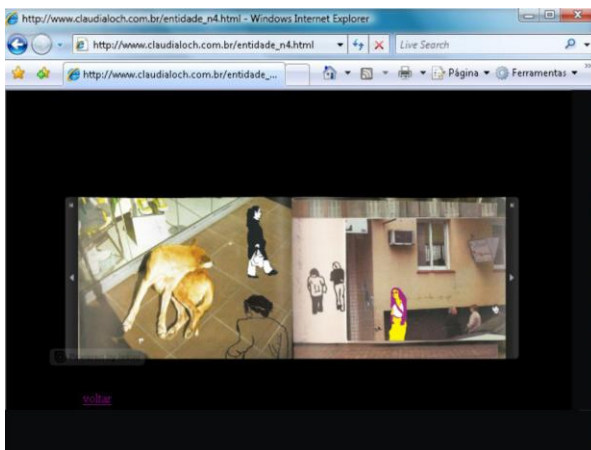 http://www.claudialoch.com.br/entidade_n4.html - Windows Internet Explorer
http://www.claudialoch.com.br/entidade_n4.html
Live Search
http://www.claudialoch.com.br/entidade_...
Página
Ferramentas
voltar